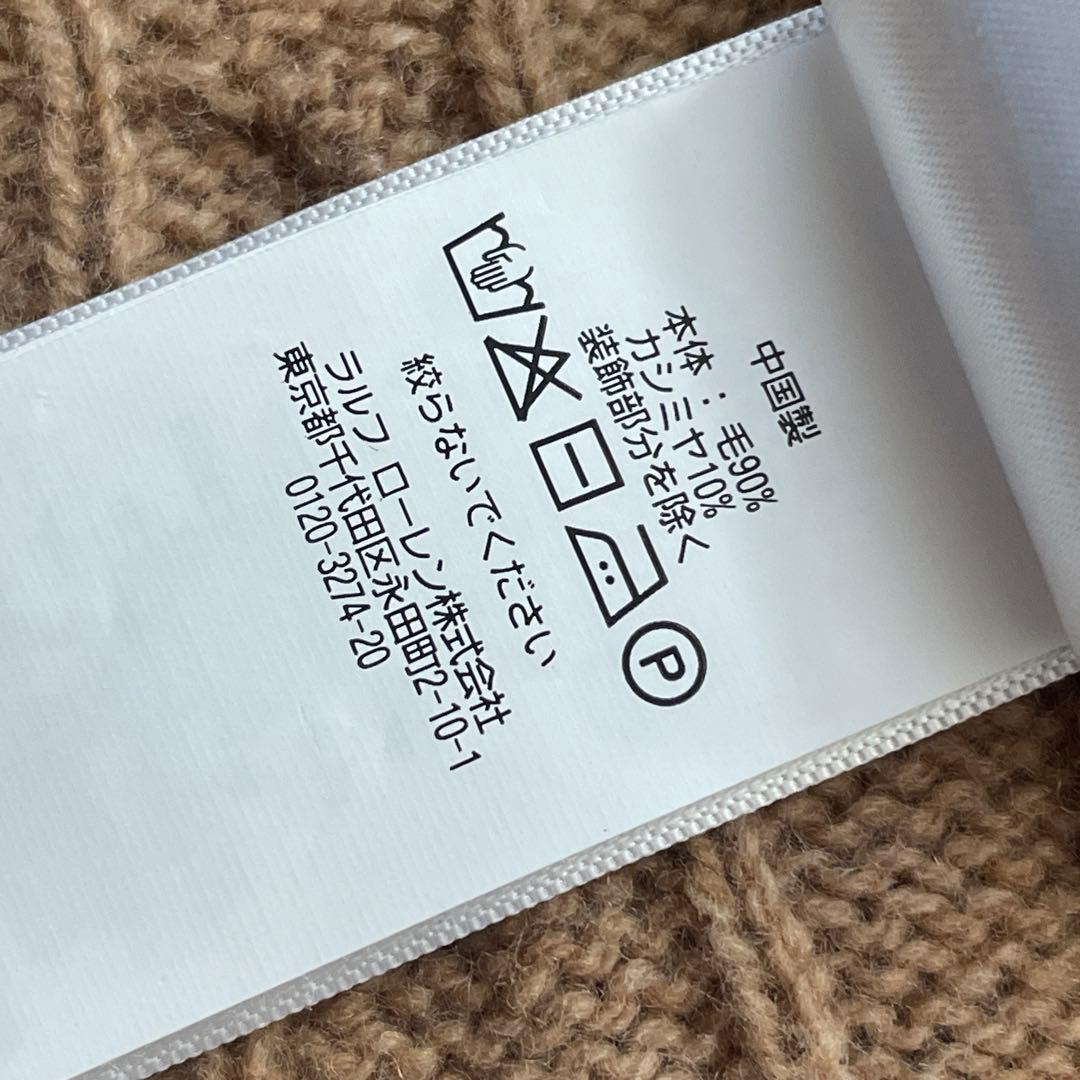 中国製
本体 : 毛90%
カシミヤ10%
装飾部分を除く
P
絞らないでください
ラルフ ローレン株式会社
東京都千代田区永田町2-10-1
0120-3274-20